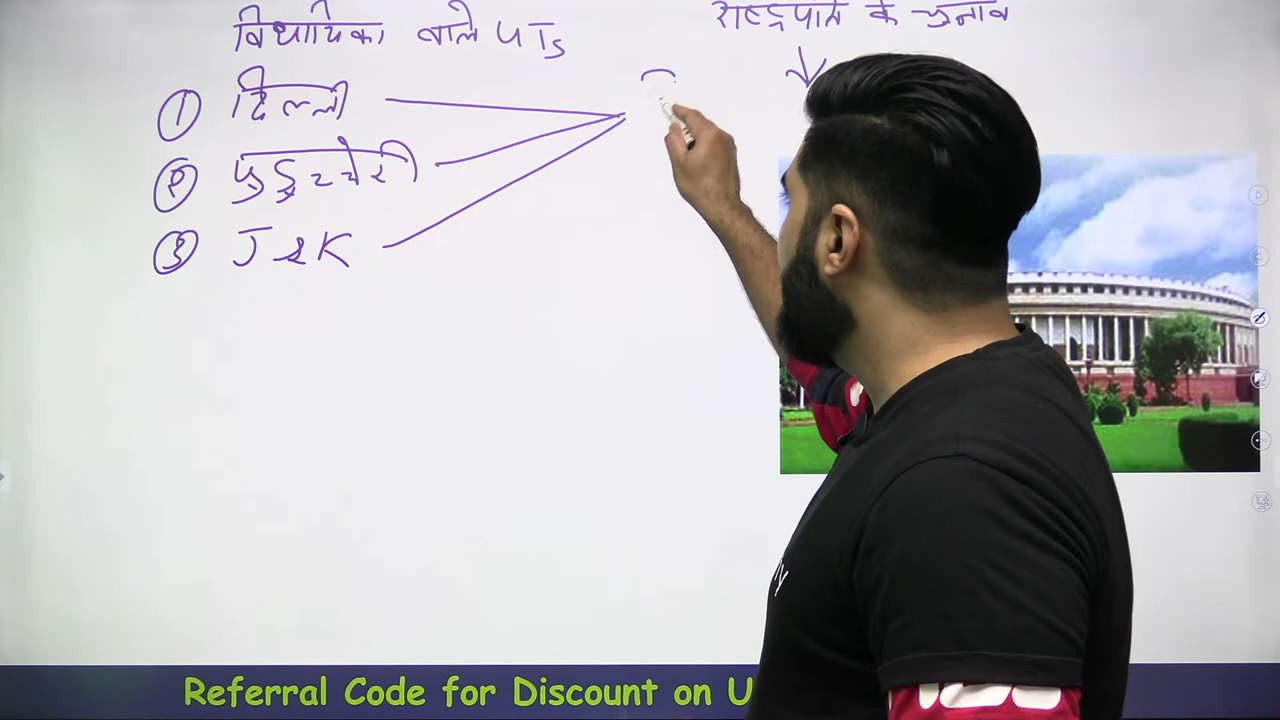 विधायिका वाले UTs
राष्ट्रपति के चुनाव
① दिल्ली
② पुडुच्चेरी
③ J&K
Referral Code for Discount on